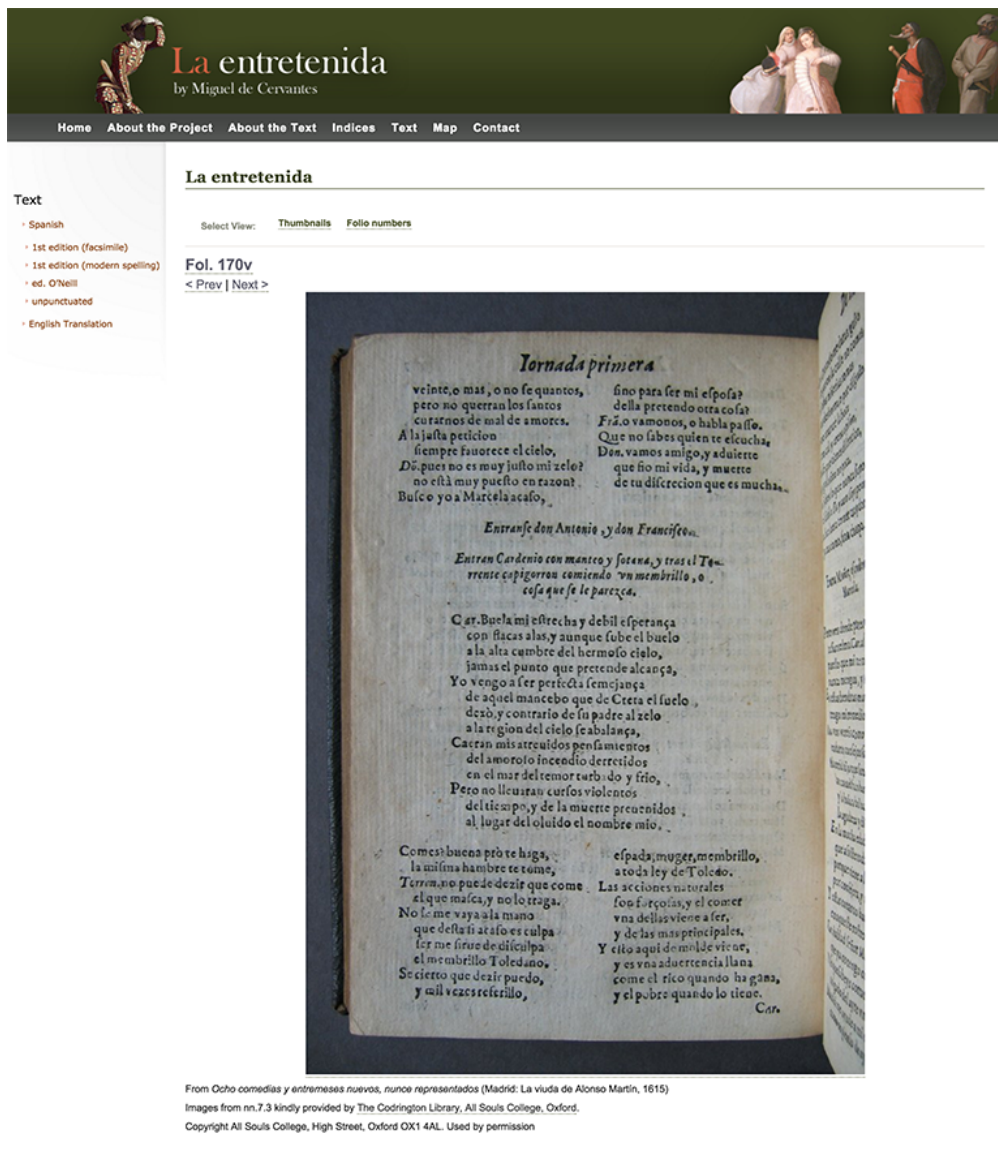 La entretenida
by Miguel de Cervantes
Home About the Project About the Text Indices Text Map Contact
Text
Spanish
1st edition (facsimile)
1st edition (modern spelling)
ed. O'Neill
unpunctuated
English Translation
La entretenida
Select View: Thumbnails Folio numbers
Fol. 170v
< Prev | Next >
Iornada primera
veinte, o mas, o no se quantos,
pero no querran los santos
curarnos de mal de amores.
A la justa peticion
siempre fauorece el cielo,
Dō. pues no es muy justo mi zelo?
no està muy puesto en razon?
Busco yo a Marcela acaso,
sino para ser mi esposa?
della pretendo otra cosa?
Frā. o vamonos, o habla passo.
Que no sabes quien te escucha,
Don. vamos amigo, y aduierte
que fio mi vida, y muerte
de tu discrecion que es mucha.
Entranse don Antonio, y don Francisco.
Entran Cardenio con manteo y sotana, y tras el To-
rrente capigorron comiendo vn membrillo, o
cosa que se le parezca.
Car. Buela mi estrecha y debil esperança
con flacas alas, y aunque sube el buelo
a la alta cumbre del hermoso cielo,
jamas el punto que pretende alcança,
Yo vengo a ser perfecta semejança
de aquel mancebo que de Creta el suelo
dexò, y contrario de su padre al zelo
a la region del cielo se abalança,
Caeran mis atreuidos pensamientos
del amoroso incendio derretidos
en el mar del temor turbado y frio,
Pero no lleuaran cursos violentos
del tiempo, y de la muerte preuenidos
al lugar del oluido el nombre mio.
Comes? buena prò te haga,
la misma hambre te tome,
Torren. no puede dezir que come
el que masca, y no lo traga.
No se me vaya a la mano
que desta si acaso es culpa
ser me sirue de disculpa
el membrillo Toledano,
Se cierto que dezir puedo,
y mil vezes referillo,
espada, muger, membrillo,
a toda ley de Toledo.
Las acciones naturales
son forçosas, y el comer
vna dellas viene a ser,
y de las mas principales.
Y esto aqui de molde viene,
y es vna aduertencia llana
come el rico quando ha gana,
y el pobre quando lo tiene.
Car.
From Ocho comedias y entremeses nuevos, nunce representados (Madrid: La viuda de Alonso Martín, 1615)
Images from nn.7.3 kindly provided by The Codrington Library, All Souls College, Oxford.
Copyright All Souls College, High Street, Oxford OX1 4AL. Used by permission